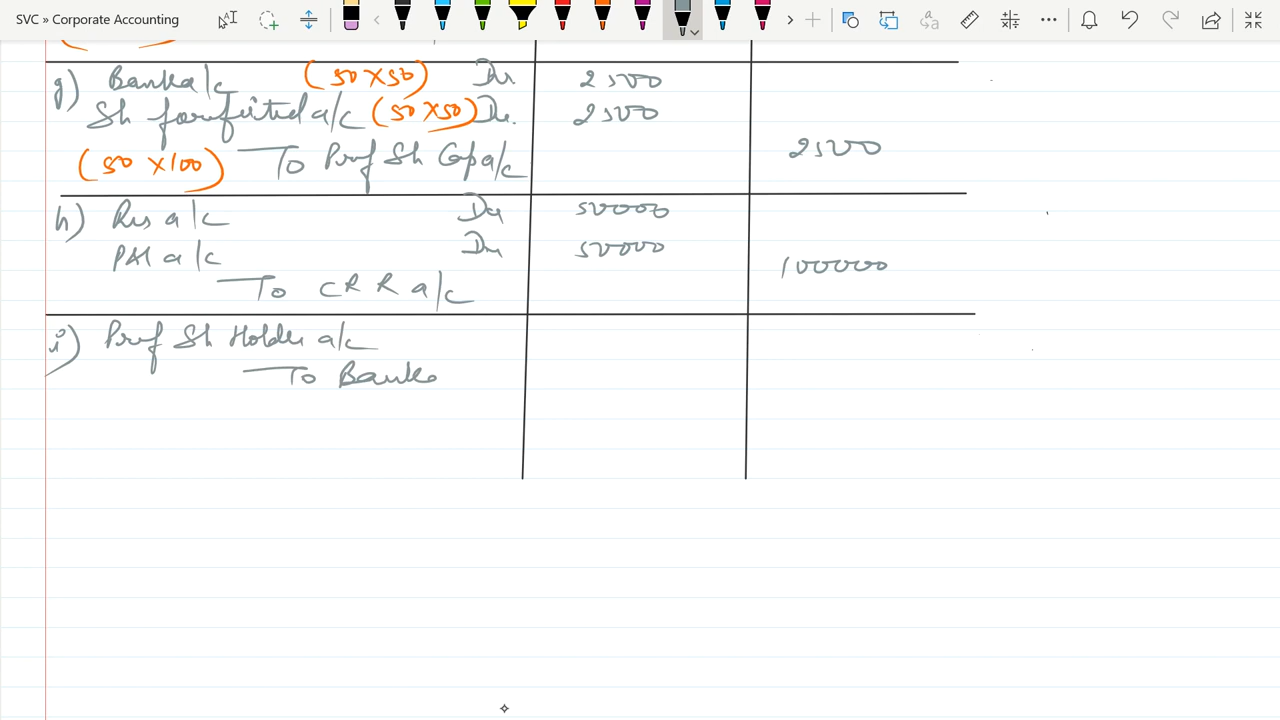 SVC » Corporate Accounting
g) Bank a/c (50 x 50) Dr 2500
Sh forfeited a/c (50 x 50) Dr. 2500
(50 x 100) To Pref Sh Cap a/c 2500
h) Res a/c Dr 50000
P&l a/c Dr 50000
To CRR a/c 100000
i) Pref Sh Holder a/c
To Bank